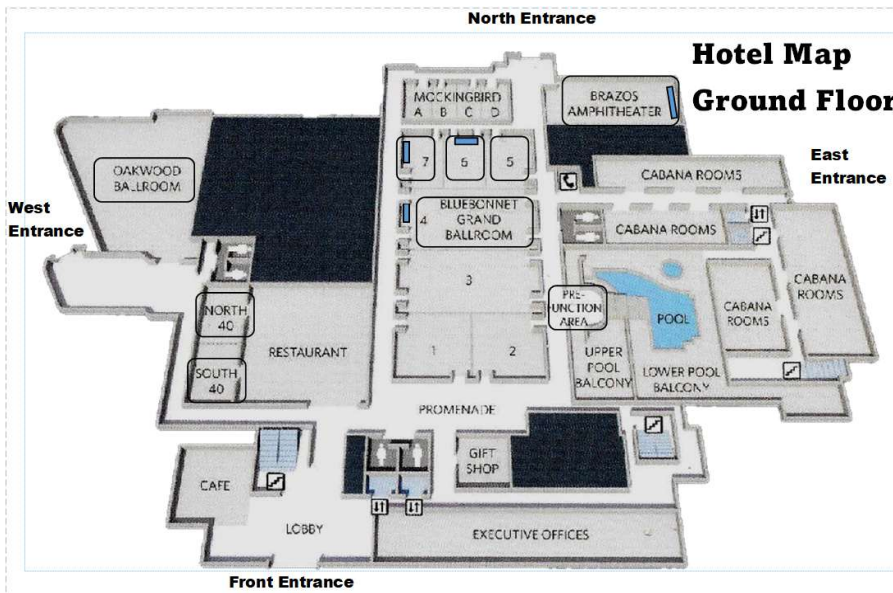 North Entrance
Hotel Map
Ground Floor
MOCKINGBIRD
A B C D
BRAZOS
AMPHITHEATER
7
6
5
OAKWOOD
BALLROOM
CABANA ROOMS
East
Entrance
West
Entrance
4
BLUEBONNET
GRAND
BALLROOM
CABANA ROOMS
3
CABANA
ROOMS
NORTH
40
PRE-
FUNCTION
AREA
POOL
CABANA
ROOMS
RESTAURANT
1
2
SOUTH
40
UPPER
POOL
BALCONY
LOWER POOL
BALCONY
PROMENADE
GIFT
SHOP
CAFE
LOBBY
EXECUTIVE OFFICES
Front Entrance